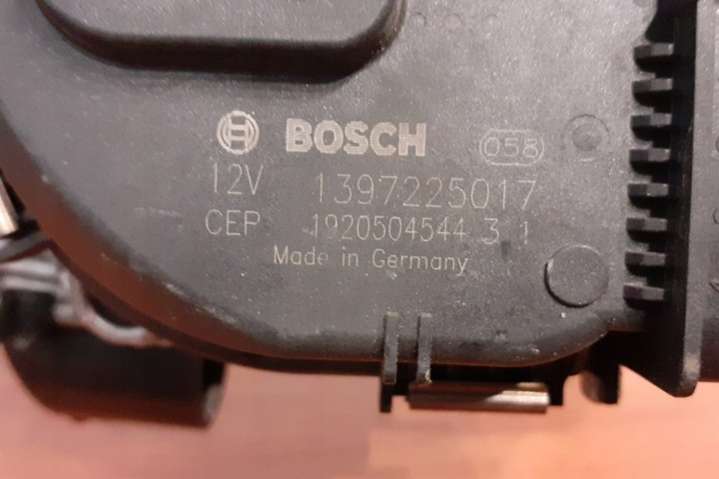 BOSCH 058
12V 1397225017
CEP 1920504544 3 1
Made in Germany